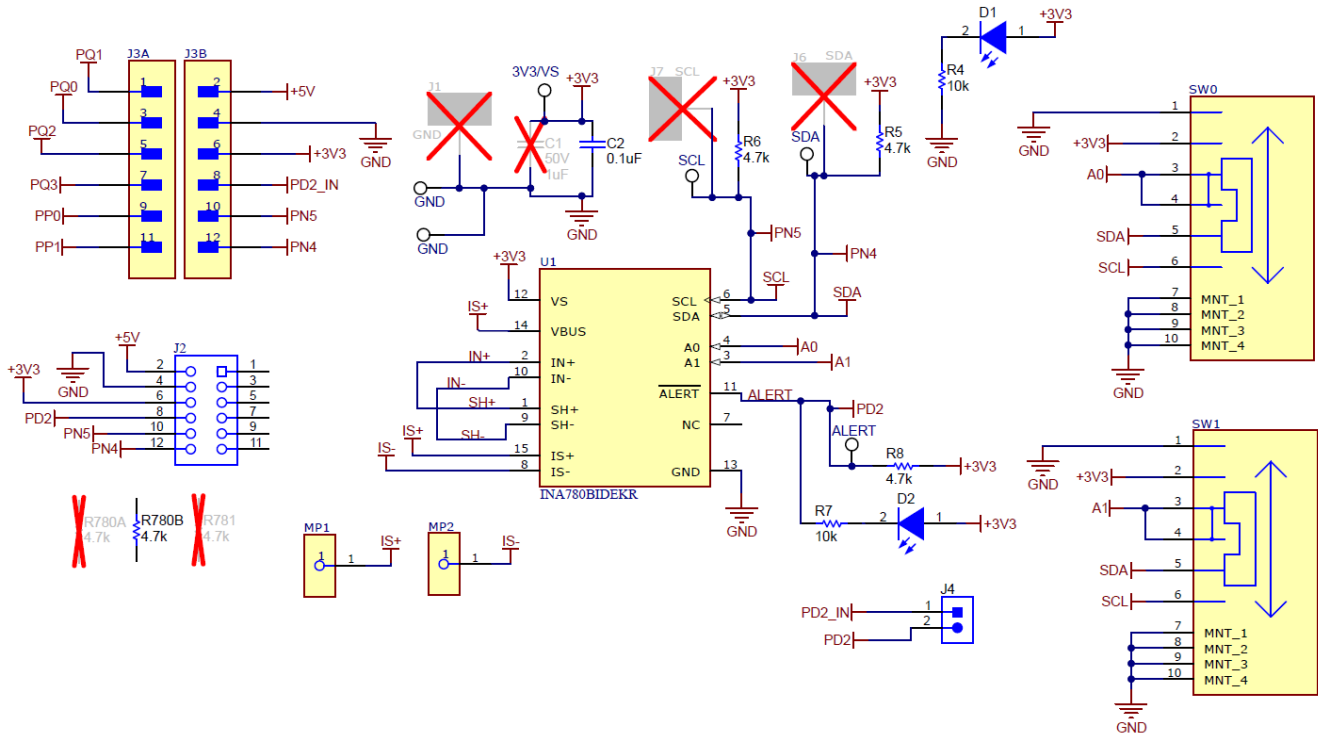 J3A
J3B
PQ1
PQ0
PQ2
PQ3
PP0
PP1
1
3
5
7
9
11
2
4
6
8
10
12
+5V
GND
+3V3
PD2_IN
PN5
PN4
J1
GND
GND
GND
3V3/VS
+3V3
C1
50V
1uF
C2
0.1uF
GND
J7 SCL
+3V3
R6
4.7k
SCL
PN5
J6 SDA
+3V3
SDA
R5
4.7k
PN4
D1
2
1
+3V3
R4
10k
GND
SW0
1
GND
+3V3
2
A0
3
4
SDA
5
SCL
6
7
MNT_1
8
MNT_2
9
MNT_3
10
MNT_4
GND
U1
+3V3
12
VS
IS+
14
VBUS
IN+
2
IN+
IN-
10
IN-
SH+
1
SH+
SH-
9
SH-
IS+
15
IS+
IS-
8
IS-
INA780BIDEKR
SCL
6
SCL
SDA
5
SDA
A0
4
A0
A1
3
A1
ALERT
11
ALERT
NC
7
GND
13
GND
PD2
ALERT
R8
4.7k
+3V3
R7
10k
D2
2
1
+3V3
J2
+5V
+3V3
GND
PD2
PN5
PN4
2
4
6
8
10
12
1
3
5
7
9
11
R780A
4.7k
R780B
4.7k
R781
4.7k
MP1
1
1
IS+
MP2
1
1
IS-
J4
PD2_IN
1
PD2
2
SW1
1
GND
+3V3
2
A1
3
4
SDA
5
SCL
6
7
MNT_1
8
MNT_2
9
MNT_3
10
MNT_4
GND